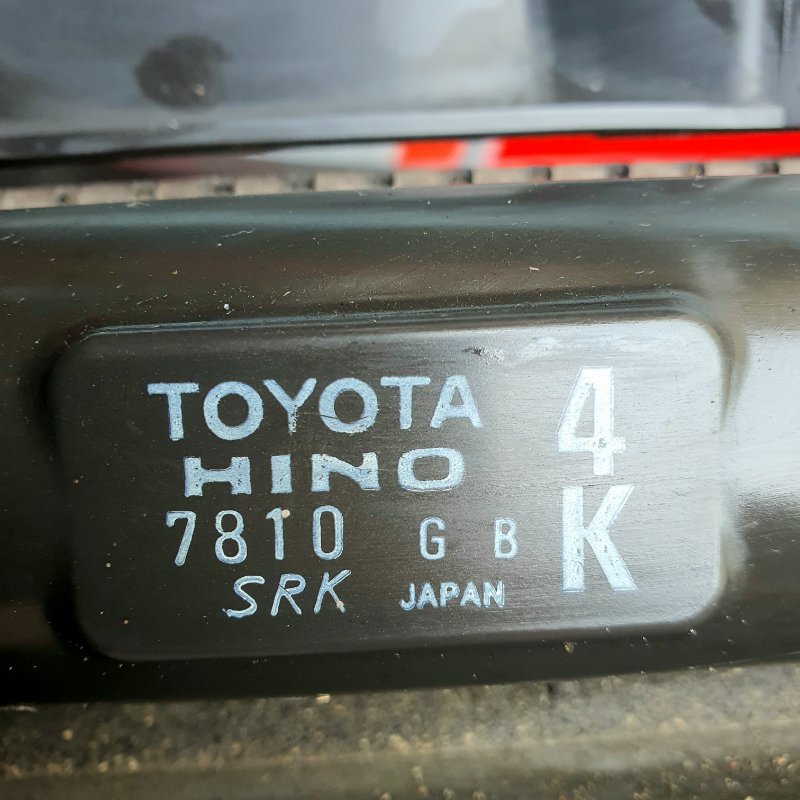 TOYOTA
HINO
7810 G B
SRK JAPAN
4
K